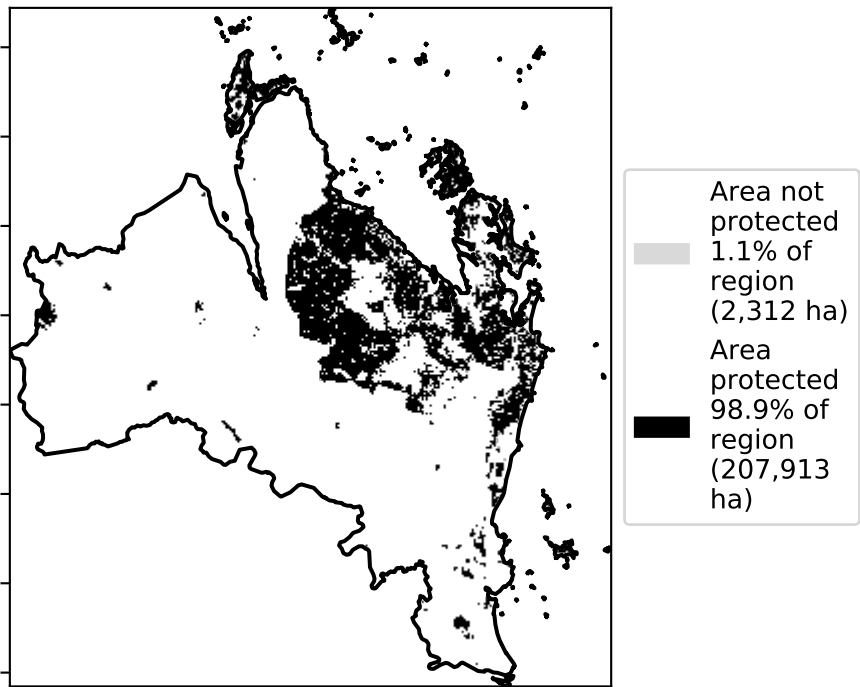 Area not
protected
1.1% of
region
(2,312 ha)
Area
protected
98.9% of
region
(207,913
ha)